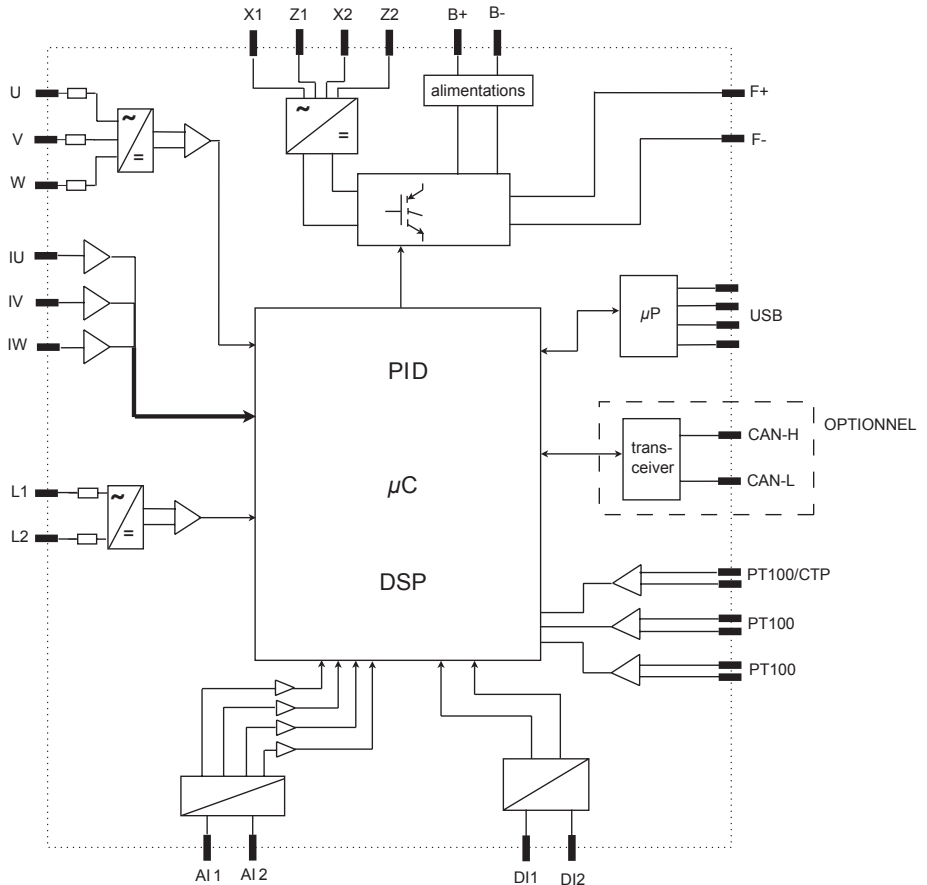 X1 Z1 X2 Z2 B+ B-
U
~
=
V
W
~
=
alimentations
F+
F-
IU
IV
IW
µP
USB
PID
µC
DSP
OPTIONNEL
trans-
ceiver
CAN-H
CAN-L
L1
L2
~
=
PT100/CTP
PT100
PT100
AI 1 AI 2
DI1 DI2